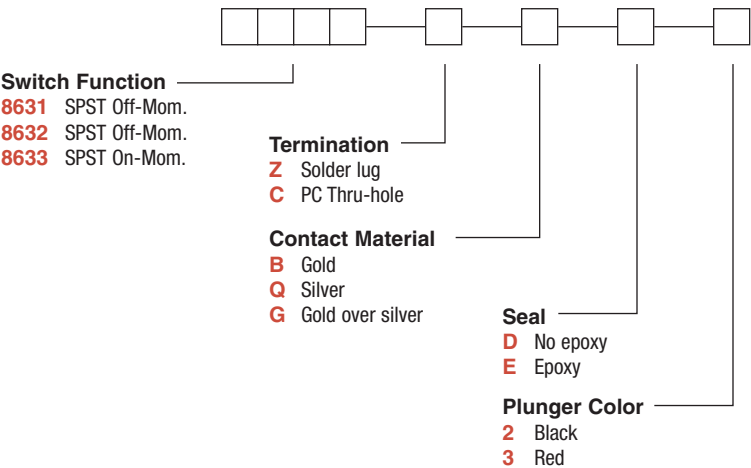 Switch Function
8631 SPST Off-Mom.
8632 SPST Off-Mom.
8633 SPST On-Mom.
Termination
Z Solder lug
C PC Thru-hole
Contact Material
B Gold
Q Silver
G Gold over silver
Seal
D No epoxy
E Epoxy
Plunger Color
2 Black
3 Red